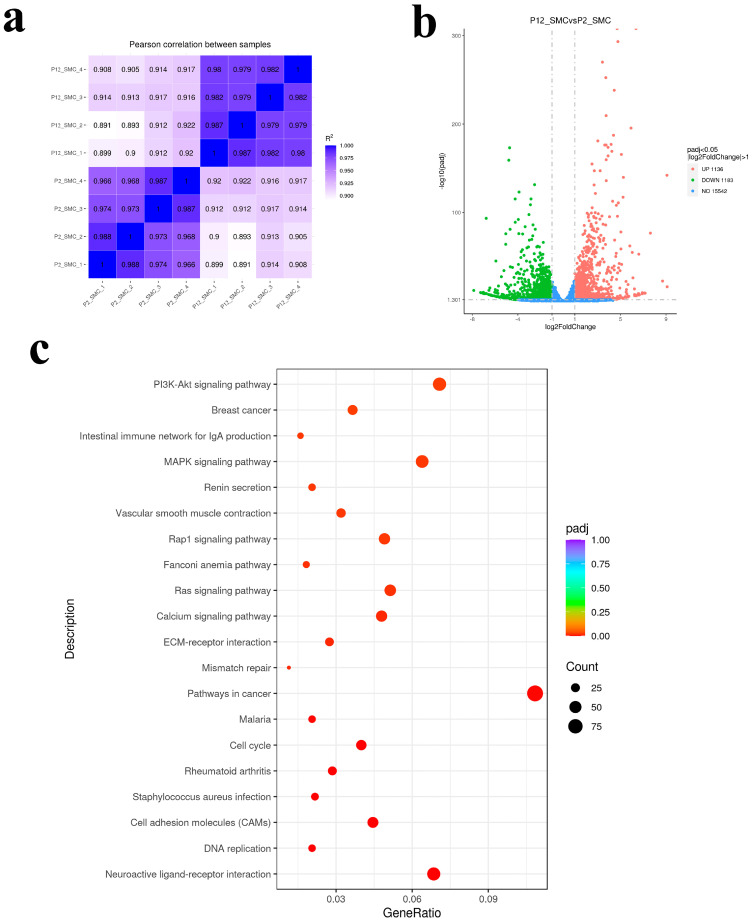 a
Pearson correlation between samples
P12_SMC_4 0.908 0.905 0.914 0.917 0.98 0.979 0.982 1
P12_SMC_3 0.914 0.913 0.917 0.916 0.982 0.979 1 0.982
P12_SMC_2 0.891 0.893 0.912 0.922 0.987 1 0.979 0.979
P12_SMC_1 0.899 0.9 0.912 0.92 1 0.987 0.982 0.98
P2_SMC_4 0.966 0.968 0.987 1 0.92 0.922 0.916 0.917
P2_SMC_3 0.974 0.973 1 0.987 0.912 0.912 0.917 0.914
P2_SMC_2 0.988 1 0.973 0.968 0.9 0.893 0.913 0.905
P2_SMC_1 1 0.988 0.974 0.966 0.899 0.891 0.914 0.908
P2_SMC_1 P2_SMC_2 P2_SMC_3 P2_SMC_4 P12_SMC_1 P12_SMC_2 P12_SMC_3 P12_SMC_4
R2
1.000
0.975
0.950
0.925
0.900
b
P12_SMCvsP2_SMC
-log10(padj)
300
200
100
1.301
-8 -4 -1 1 5 9
log2FoldChange
padj<0.05
|log2FoldChange|>1
UP 1136
DOWN 1183
NO 15542
c
Description
PI3K-Akt signaling pathway
Breast cancer
Intestinal immune network for IgA production
MAPK signaling pathway
Renin secretion
Vascular smooth muscle contraction
Rap1 signaling pathway
Fanconi anemia pathway
Ras signaling pathway
Calcium signaling pathway
ECM-receptor interaction
Mismatch repair
Pathways in cancer
Malaria
Cell cycle
Rheumatoid arthritis
Staphylococcus aureus infection
Cell adhesion molecules (CAMs)
DNA replication
Neuroactive ligand-receptor interaction
0.03 0.06 0.09
GeneRatio
padj
1.00
0.75
0.50
0.25
0.00
Count
25
50
75